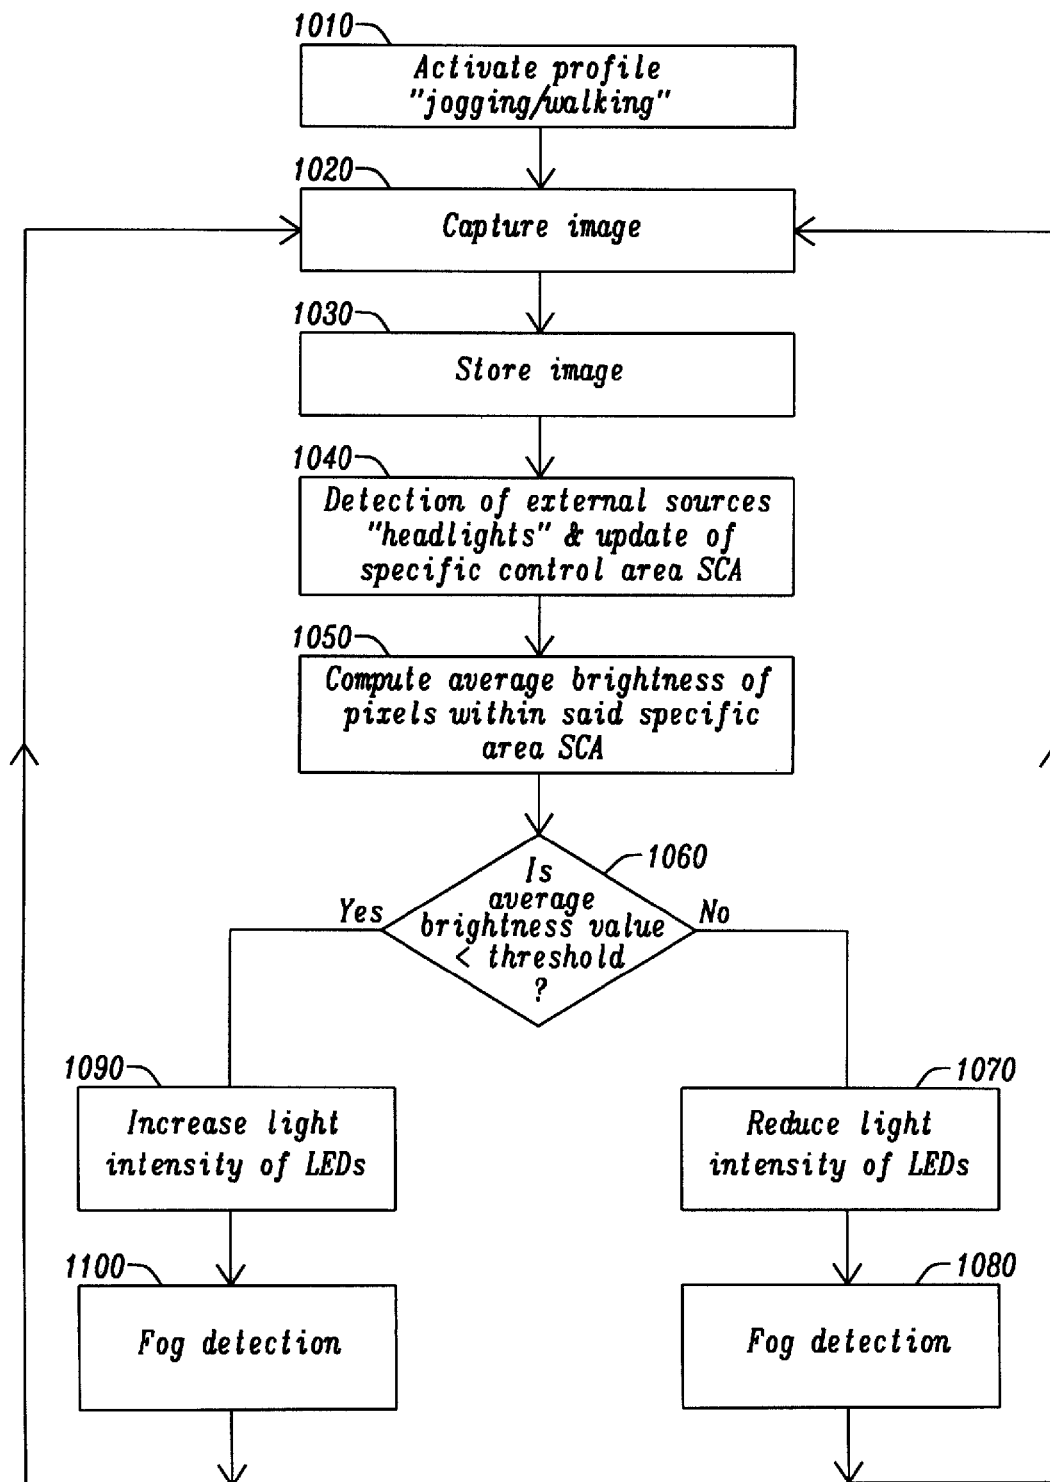 1010
Activate profile
"jogging/walking"
1020
Capture image
1030
Store image
1040
Detection of external sources
"headlights" & update of
specific control area SCA
1050
Compute average brightness of
pixels within said specific
area SCA
1060
Is
average
brightness value
< threshold
?
Yes
No
1090
Increase light
intensity of LEDs
1070
Reduce light
intensity of LEDs
1100
Fog detection
1080
Fog detection